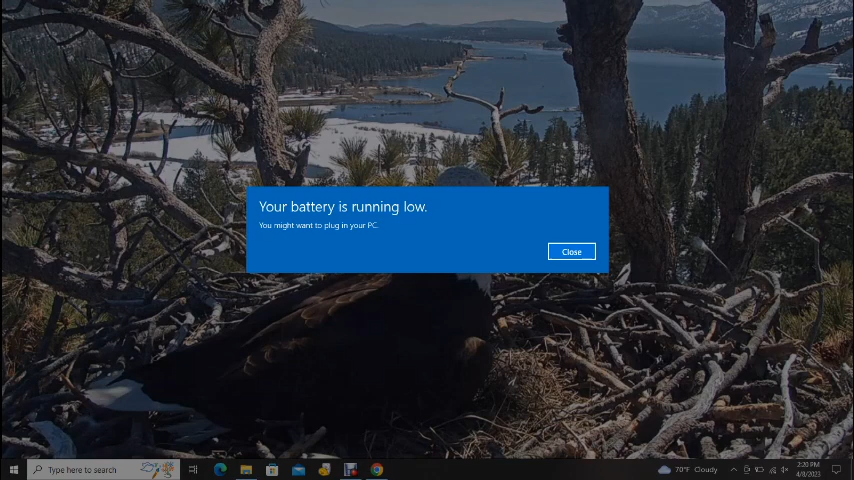 Your battery is running low.
You might want to plug in your PC.
Close
Type here to search
70°F Cloudy
2:20 PM
4/8/2023